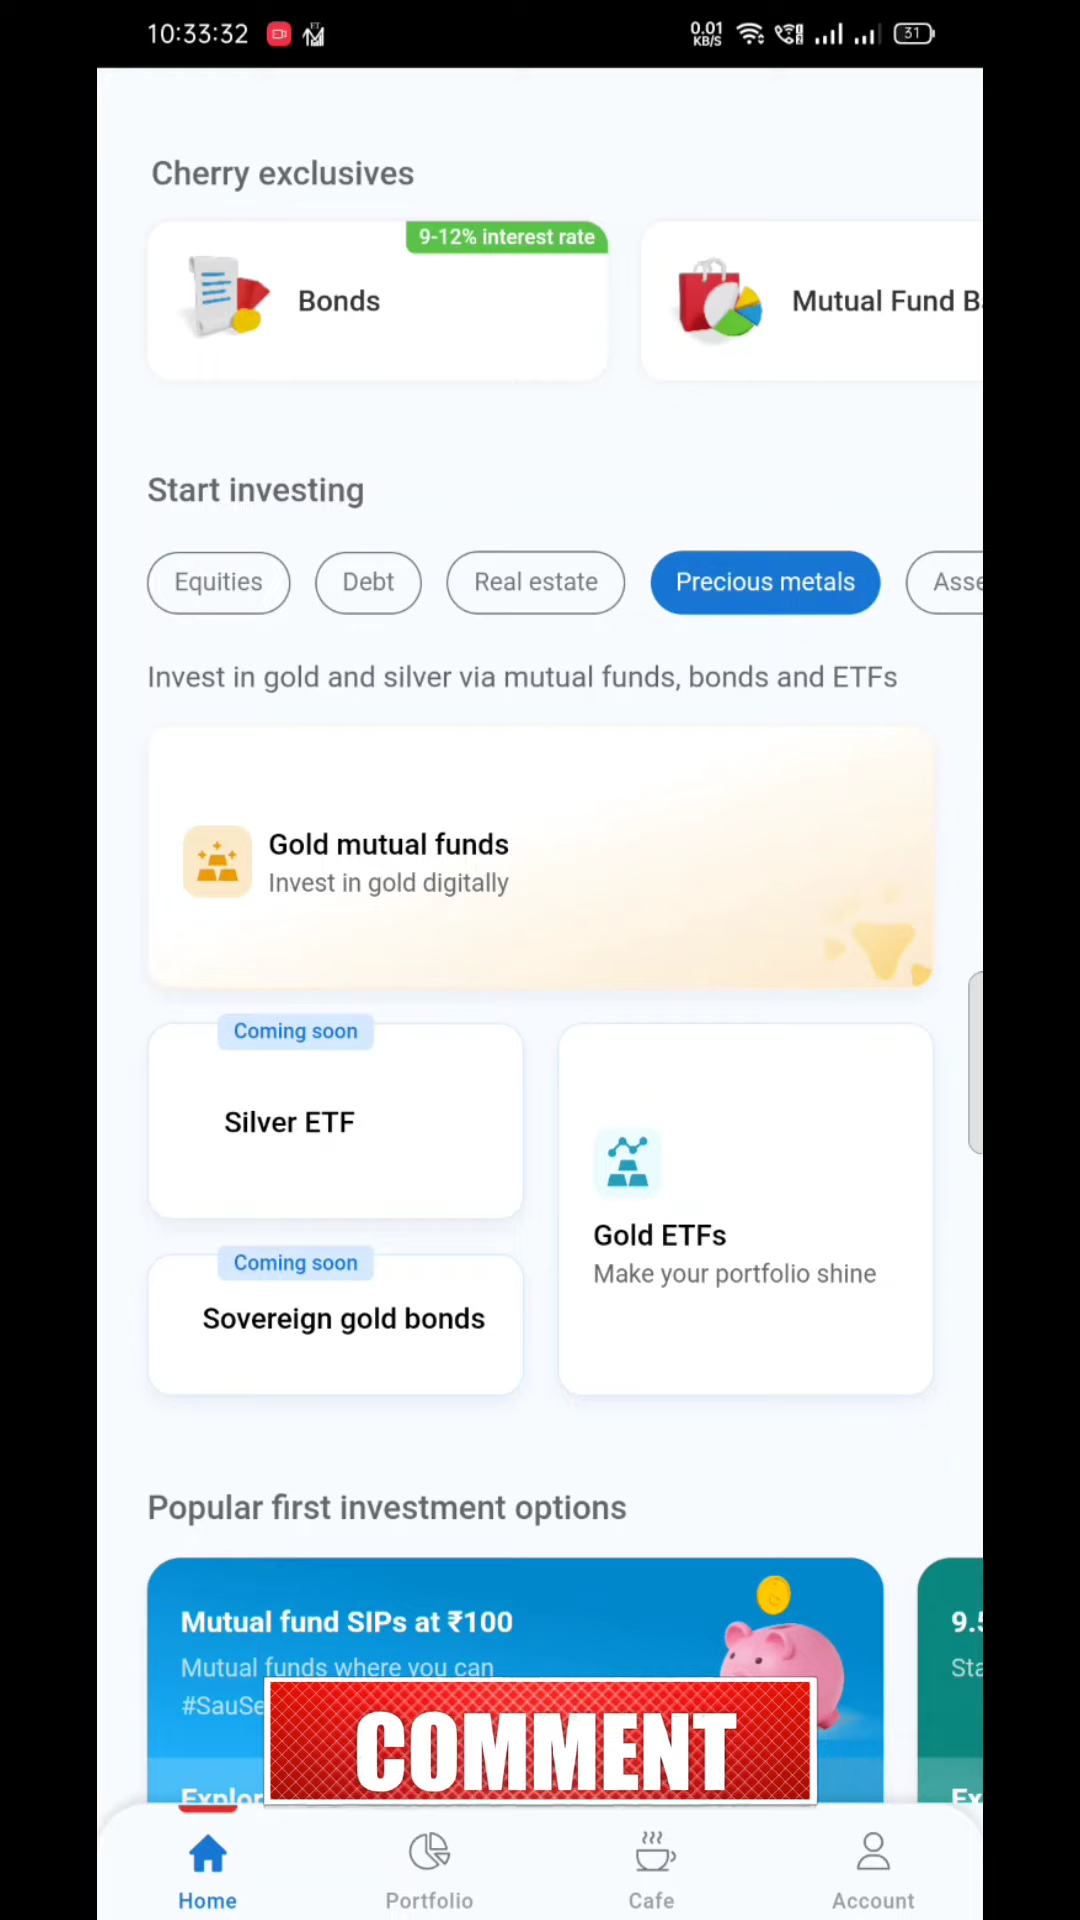 10:33:32
0.01
KB/S
31
Cherry exclusives
9-12% interest rate
Bonds
Mutual Fund
Start investing
Equities
Debt
Real estate
Precious metals
Asse
Invest in gold and silver via mutual funds, bonds and ETFs
Gold mutual funds
Invest in gold digitally
Coming soon
Silver ETF
Gold ETFs
Make your portfolio shine
Coming soon
Sovereign gold bonds
Popular first investment options
Mutual fund SIPs at ₹100
Mutual funds where you can
#SauSe
9.5
Sta
COMMENT
Explor
Ex
Home
Portfolio
Cafe
Account